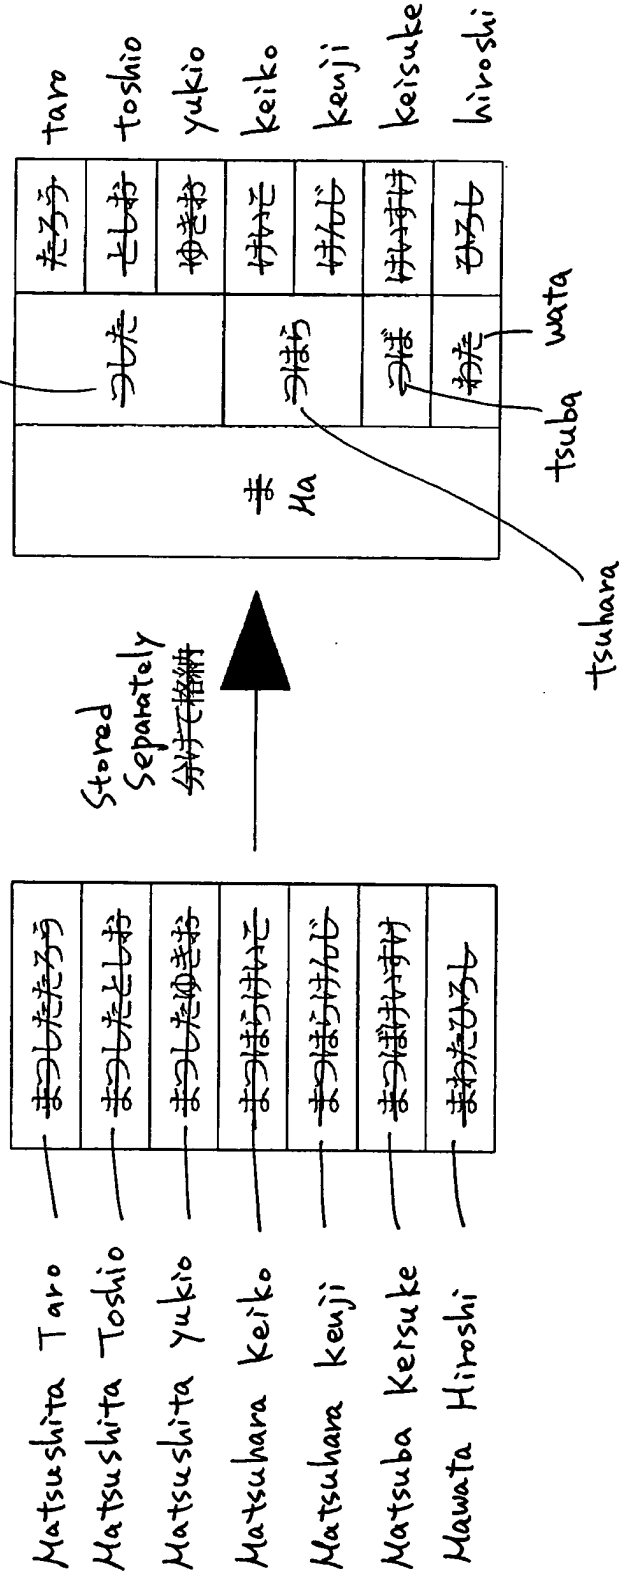 Matsushita Taro
まつしたたろう
Matsushita Toshio
まつしたとしお
Matsushita yukio
まつしたゆきお
Matsuhara keiko
まつはらけいこ
Matsuhara kenji
まつはらけんじ
Matsuba keisuke
まつばけいすけ
Mawata Hiroshi
まわたひろし
Stored
Separately
分けて格納
ま
Ma
つした
つはら
tsuhara
つば
tsuba
わた
wata
たろう
taro
としお
toshio
ゆきお
yukio
けいこ
keiko
けんじ
kenji
けいすけ
keisuke
ひろし
hiroshi